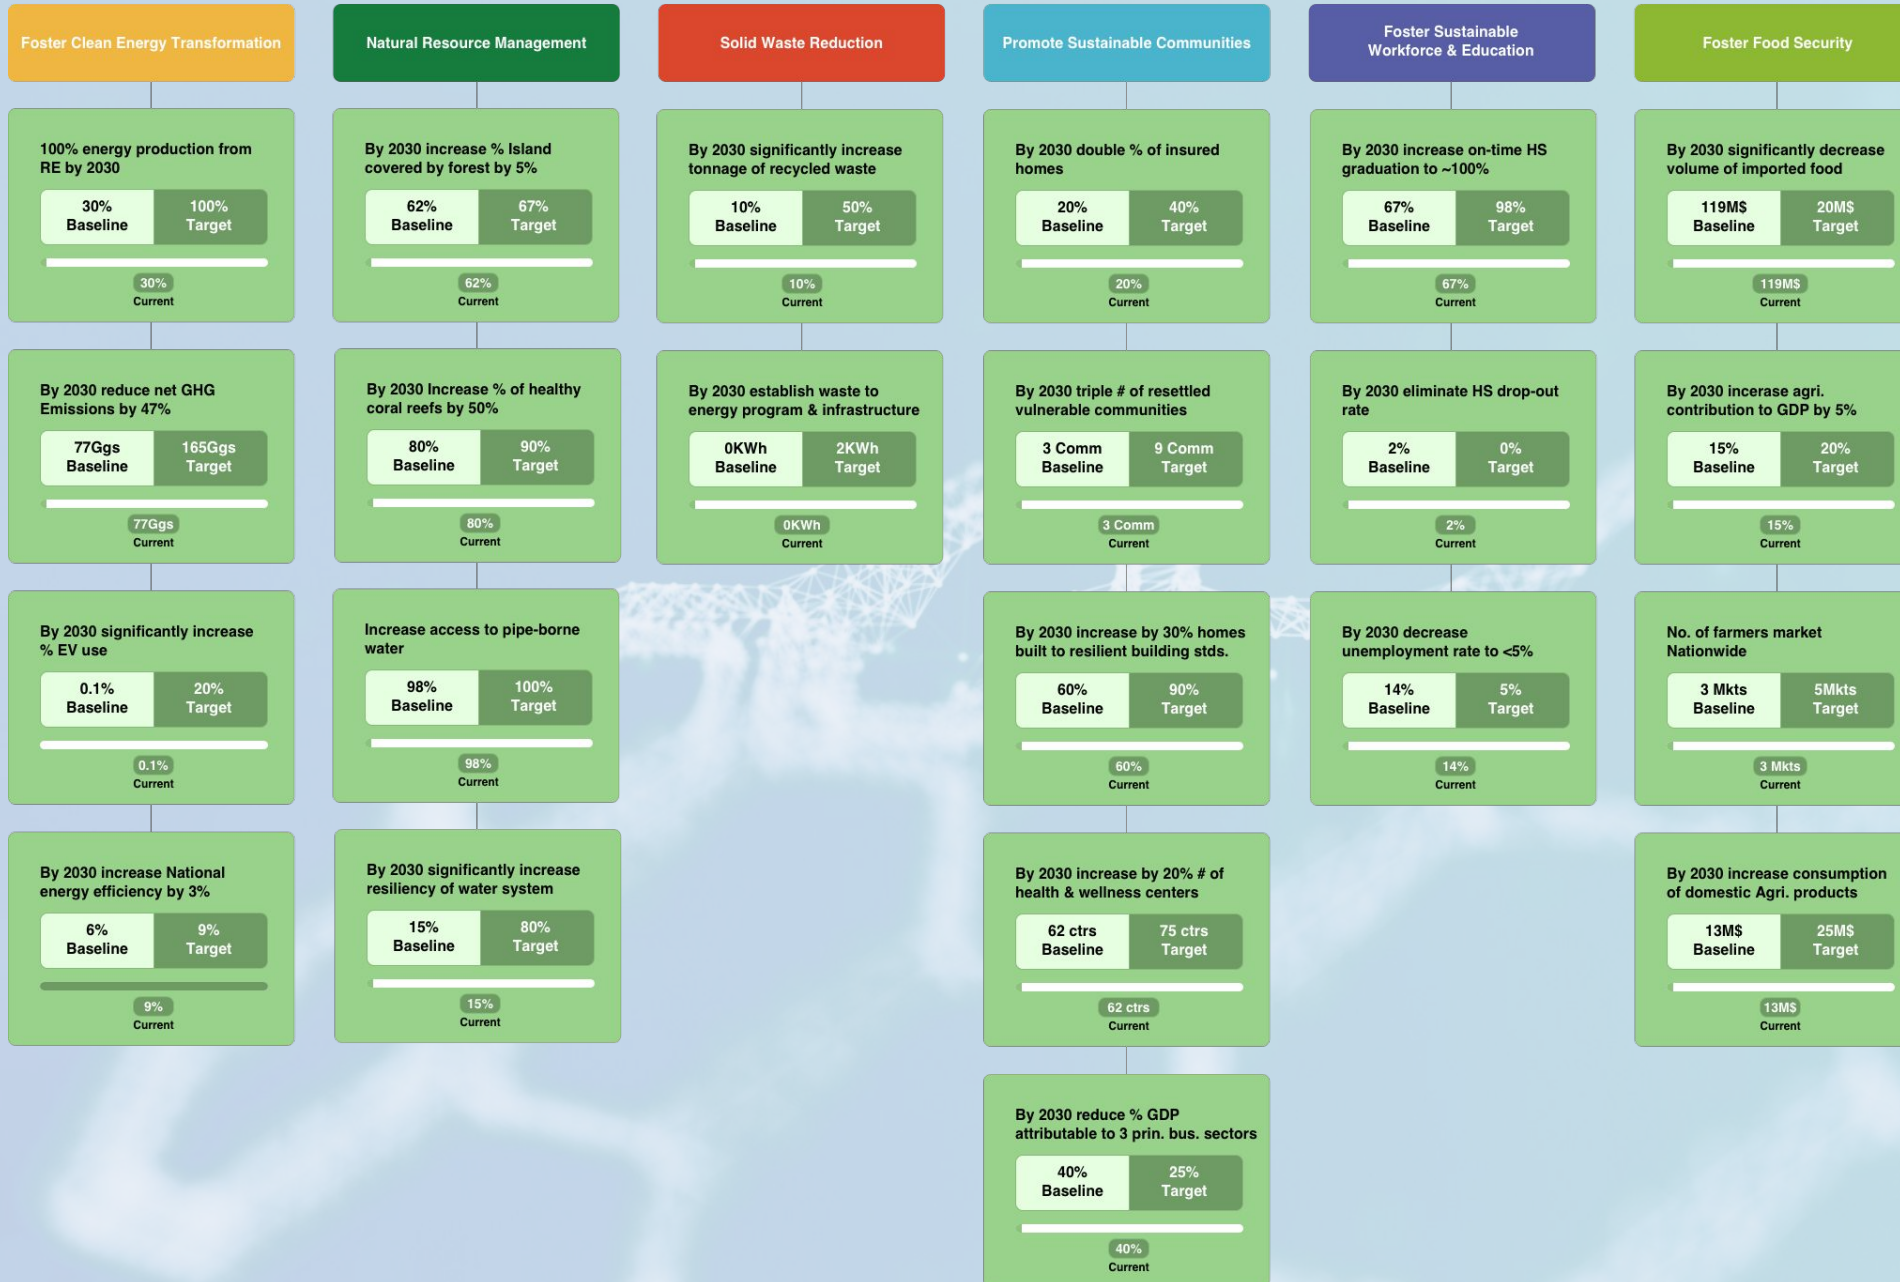 Foster Clean Energy Transformation
100% energy production from
RE by 2030
30% 100%
Baseline Target
30%
Current
By 2030 reduce net GHG
Emissions by 47%
77Ggs 165Ggs
Baseline Target
77Ggs
Current
By 2030 significantly increase
% EV use
0.1% 20%
Baseline Target
0.1%
Current
By 2030 increase National
energy efficiency by 3%
6% 9%
Baseline Target
9%
Current
Natural Resource Management
By 2030 increase % Island
covered by forest by 5%
62% 67%
Baseline Target
62%
Current
By 2030 Increase % of healthy
coral reefs by 50%
80% 90%
Baseline Target
80%
Current
Increase access to pipe-borne
water
98% 100%
Baseline Target
98%
Current
By 2030 significantly increase
resiliency of water system
15% 80%
Baseline Target
15%
Current
Solid Waste Reduction
By 2030 significantly increase
tonnage of recycled waste
10% 50%
Baseline Target
10%
Current
By 2030 establish waste to
energy program & infrastructure
0KWh 2KWh
Baseline Target
0KWh
Current
Promote Sustainable Communities
By 2030 double % of insured
homes
20% 40%
Baseline Target
20%
Current
By 2030 triple # of resettled
vulnerable communities
3 Comm 9 Comm
Baseline Target
3 Comm
Current
By 2030 increase by 30% homes
built to resilient building stds.
60% 90%
Baseline Target
60%
Current
By 2030 increase by 20% # of
health & wellness centers
62 ctrs 75 ctrs
Baseline Target
62 ctrs
Current
By 2030 reduce % GDP
attributable to 3 prin. bus. sectors
40% 25%
Baseline Target
40%
Current
Foster Sustainable
Workforce & Education
By 2030 increase on-time HS
graduation to ~100%
67% 98%
Baseline Target
67%
Current
By 2030 eliminate HS drop-out
rate
2% 0%
Baseline Target
2%
Current
By 2030 decrease
unemployment rate to <5%
14% 5%
Baseline Target
14%
Current
Foster Food Security
By 2030 significantly decrease
volume of imported food
119M$ 20M$
Baseline Target
119M$
Current
By 2030 incerase agri.
contribution to GDP by 5%
15% 20%
Baseline Target
15%
Current
No. of farmers market
Nationwide
3 Mkts 5Mkts
Baseline Target
3 Mkts
Current
By 2030 increase consumption
of domestic Agri. products
13M$ 25M$
Baseline Target
13M$
Current